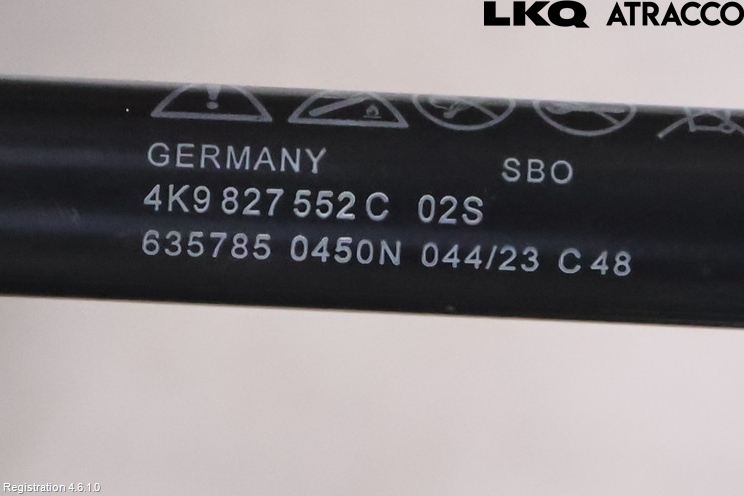 LKQ ATRACCO
GERMANY SBO
4K9 827 552 C 02S
635785 0450N 044/23 C 48
Registration 4.6.1.0